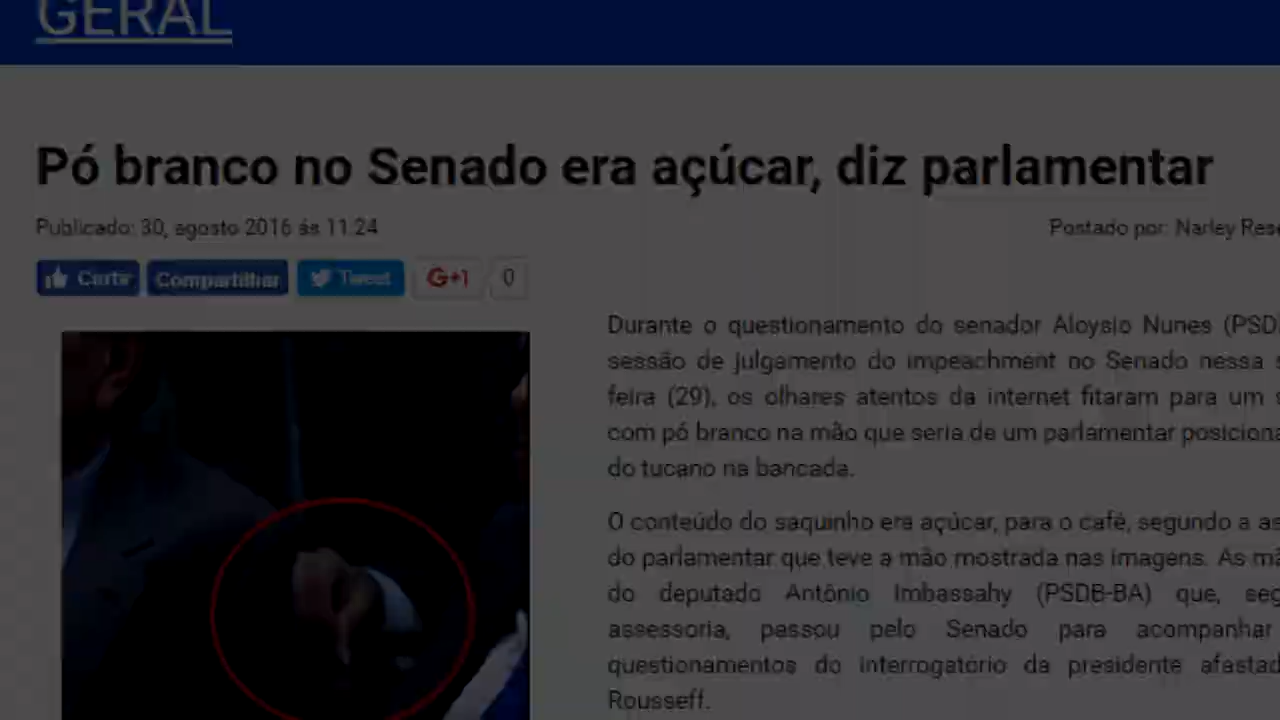 GERAL
Pó branco no Senado era açúcar, diz parlamentar
Publicado: 30, agosto 2016 ás 11:24
Postado por: Narley
Curtir Compartilhar Tweet G+1 0
Durante o questionamento do senador Aloysio Nunes (PSD
sessão de julgamento do impeachment no Senado nessa
feira (29), os olhares atentos da internet fitaram para um
com pó branco na mão que seria de um parlamentar
do tucano na bancada.
O conteúdo do saquinho era açúcar, para o café, segundo a
do parlamentar que teve a mão mostrada nas imagens. As
do deputado Antônio Imbassahy (PSDB-BA) que,
assessoria, passou pelo Senado para acompanhar
questionamentos do interrogatório da presidente
Rousseff.